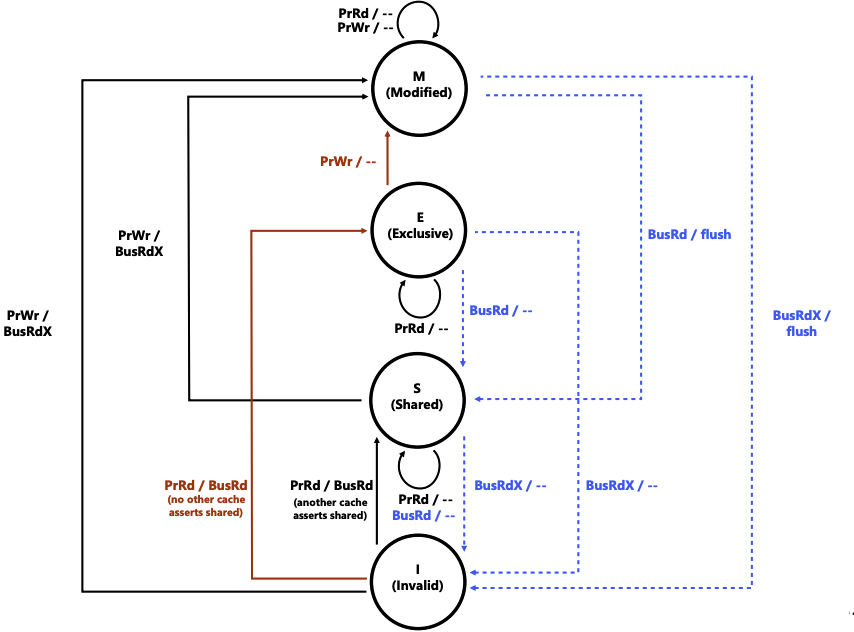 PrRd / --
PrWr / --
M
(Modified)
PrWr / --
E
(Exclusive)
PrWr /
BusRdX
BusRd / flush
PrRd / --
BusRd / --
PrWr /
BusRdX
BusRdX /
flush
S
(Shared)
PrRd / BusRd
(no other cache
asserts shared)
PrRd / BusRd
(another cache
asserts shared)
PrRd / --
BusRd / --
BusRdX / --
BusRdX / --
I
(Invalid)